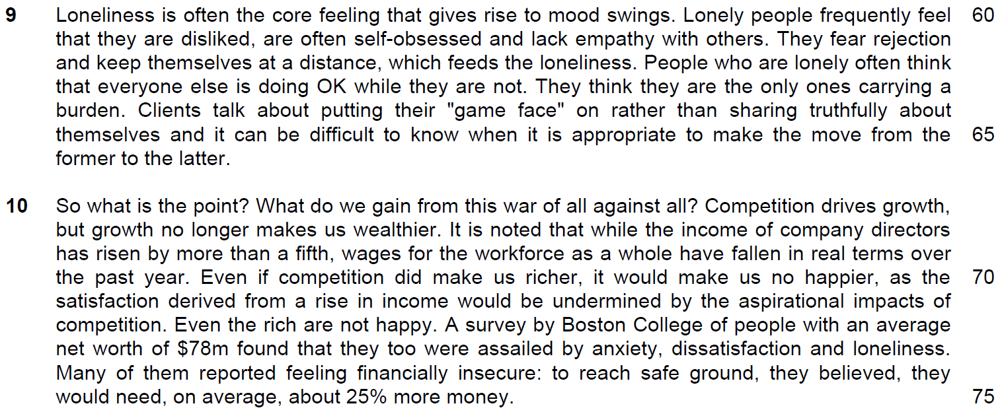 9 Loneliness is often the core feeling that gives rise to mood swings. Lonely people frequently feel 60
that they are disliked, are often self-obsessed and lack empathy with others. They fear rejection
and keep themselves at a distance, which feeds the loneliness. People who are lonely often think
that everyone else is doing OK while they are not. They think they are the only ones carrying a
burden. Clients talk about putting their "game face" on rather than sharing truthfully about
themselves and it can be difficult to know when it is appropriate to make the move from the 65
former to the latter.
10 So what is the point? What do we gain from this war of all against all? Competition drives growth,
but growth no longer makes us wealthier. It is noted that while the income of company directors
has risen by more than a fifth, wages for the workforce as a whole have fallen in real terms over
the past year. Even if competition did make us richer, it would make us no happier, as the 70
satisfaction derived from a rise in income would be undermined by the aspirational impacts of
competition. Even the rich are not happy. A survey by Boston College of people with an average
net worth of $78m found that they too were assailed by anxiety, dissatisfaction and loneliness.
Many of them reported feeling financially insecure: to reach safe ground, they believed, they
would need, on average, about 25% more money. 75